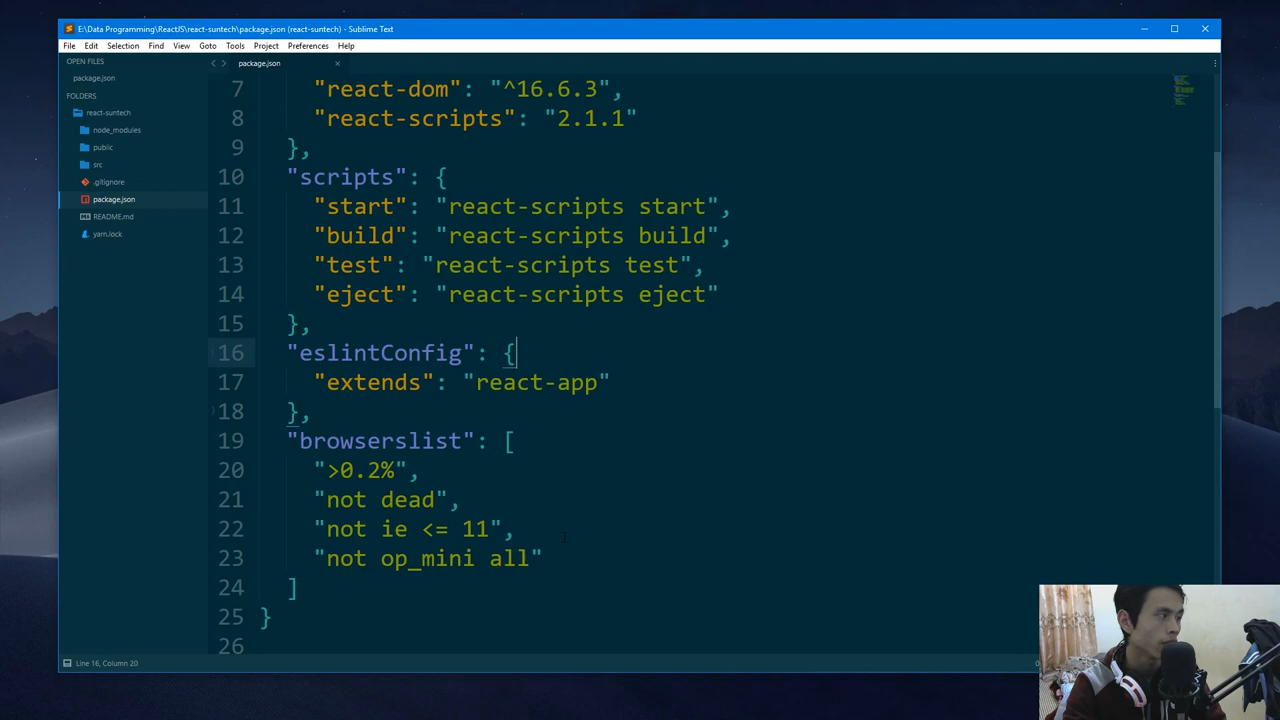 E:\Data Programming\ReactJS\react-suntech\package.json (react-suntech) - Sublime Text
File Edit Selection Find View Goto Tools Project Preferences Help
OPEN FILES
package.json
FOLDERS
react-suntech
node_modules
public
src
.gitignore
package.json
README.md
yarn.lock
package.json
7 "react-dom": "^16.6.3",
8 "react-scripts": "2.1.1"
9 },
10 "scripts": {
11 "start": "react-scripts start",
12 "build": "react-scripts build",
13 "test": "react-scripts test",
14 "eject": "react-scripts eject"
15 },
16 "eslintConfig": {
17 "extends": "react-app"
18 },
19 "browserslist": [
20 ">0.2%",
21 "not dead",
22 "not ie <= 11",
23 "not op_mini all"
24 ]
25 }
26
Line 16, Column 20